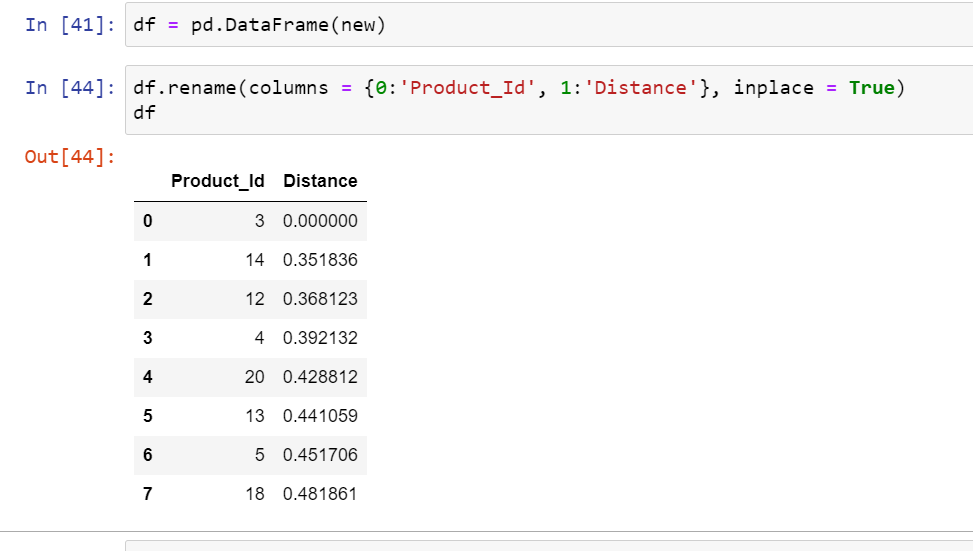 In [41]: df = pd.DataFrame(new)
In [44]: df.rename(columns = {0:'Product_Id', 1:'Distance'}, inplace = True)
df
Out[44]:
Product_Id Distance
0 3 0.000000
1 14 0.351836
2 12 0.368123
3 4 0.392132
4 20 0.428812
5 13 0.441059
6 5 0.451706
7 18 0.481861